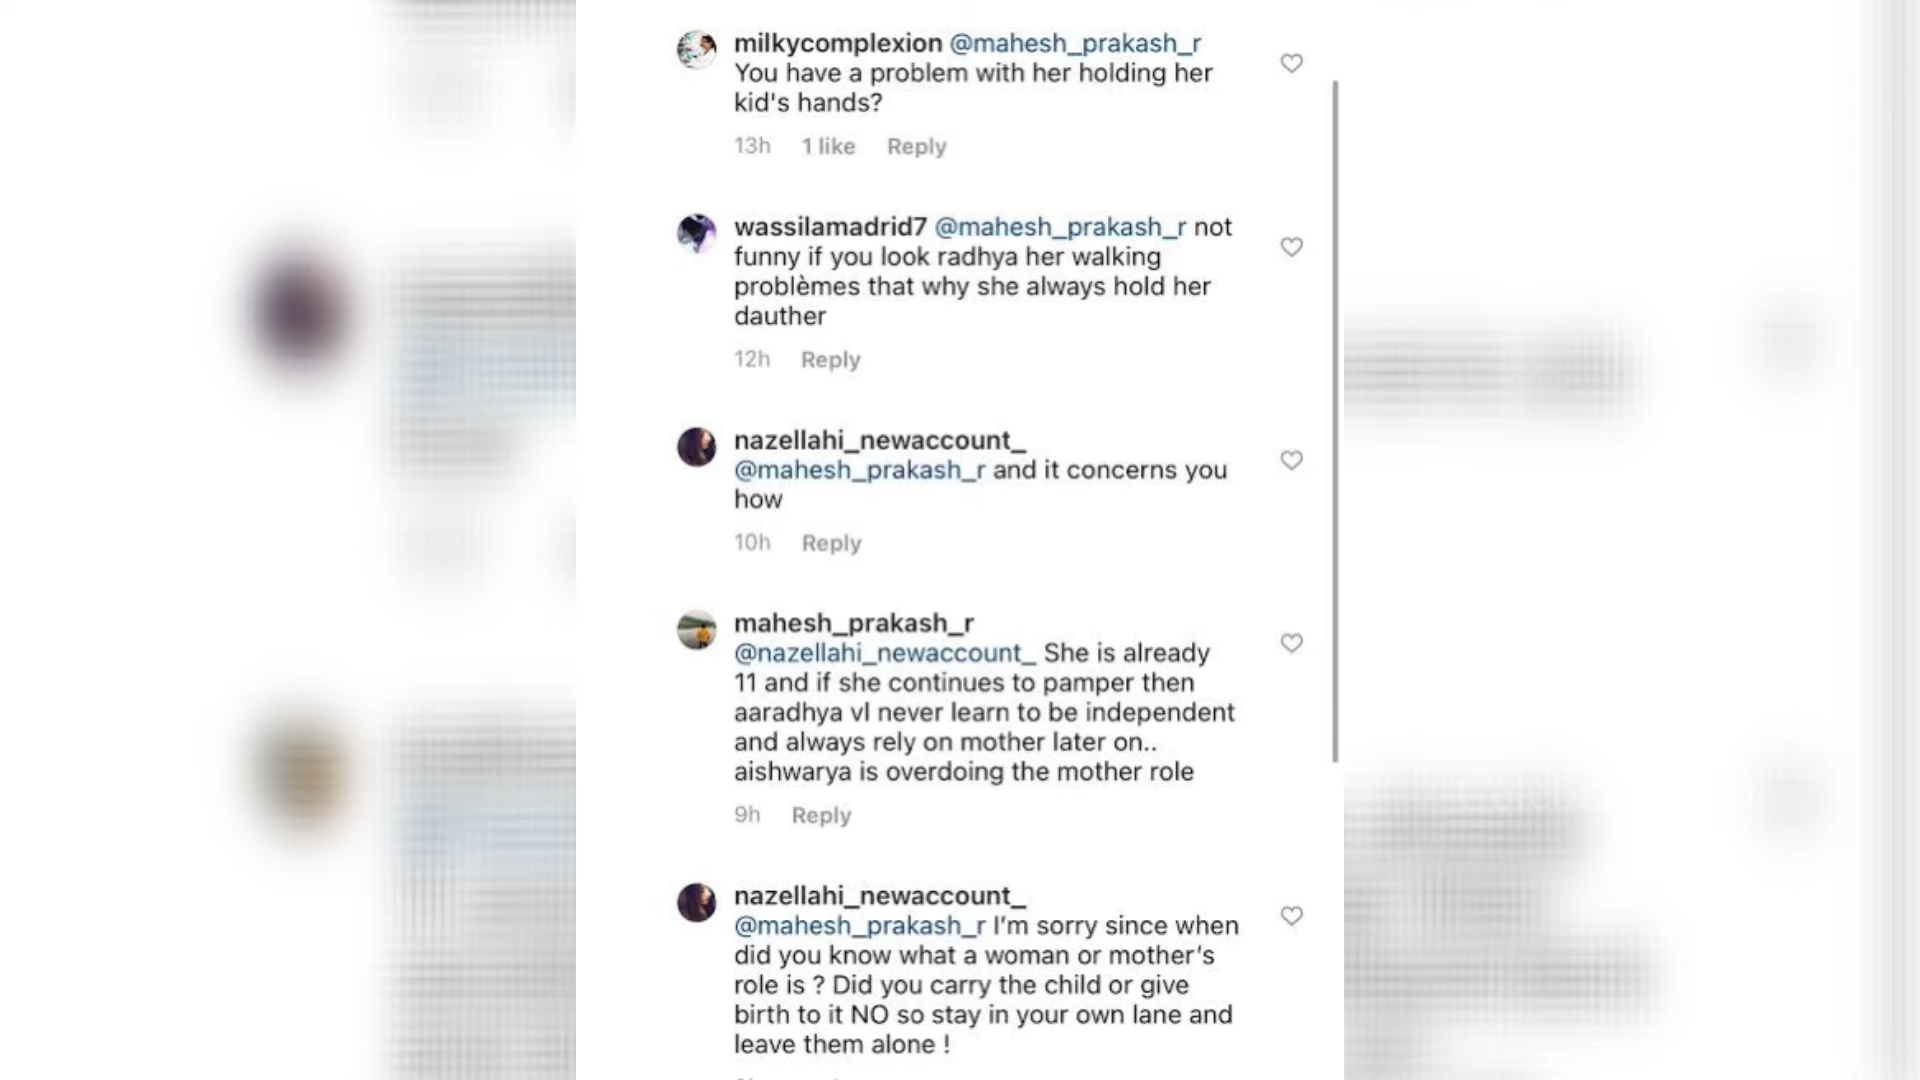 milkycomplexion @mahesh_prakash_r
You have a problem with her holding her
kid's hands?
13h 1 like Reply
wassilamadrid7 @mahesh_prakash_r not
funny if you look radhya her walking
problèmes that why she always hold her
dauther
12h Reply
nazellahi_newaccount_
@mahesh_prakash_r and it concerns you
how
10h Reply
mahesh_prakash_r
@nazellahi_newaccount_ She is already
11 and if she continues to pamper then
aaradhya vl never learn to be independent
and always rely on mother later on..
aishwarya is overdoing the mother role
9h Reply
nazellahi_newaccount_
@mahesh_prakash_r I’m sorry since when
did you know what a woman or mother’s
role is ? Did you carry the child or give
birth to it NO so stay in your own lane and
leave them alone !